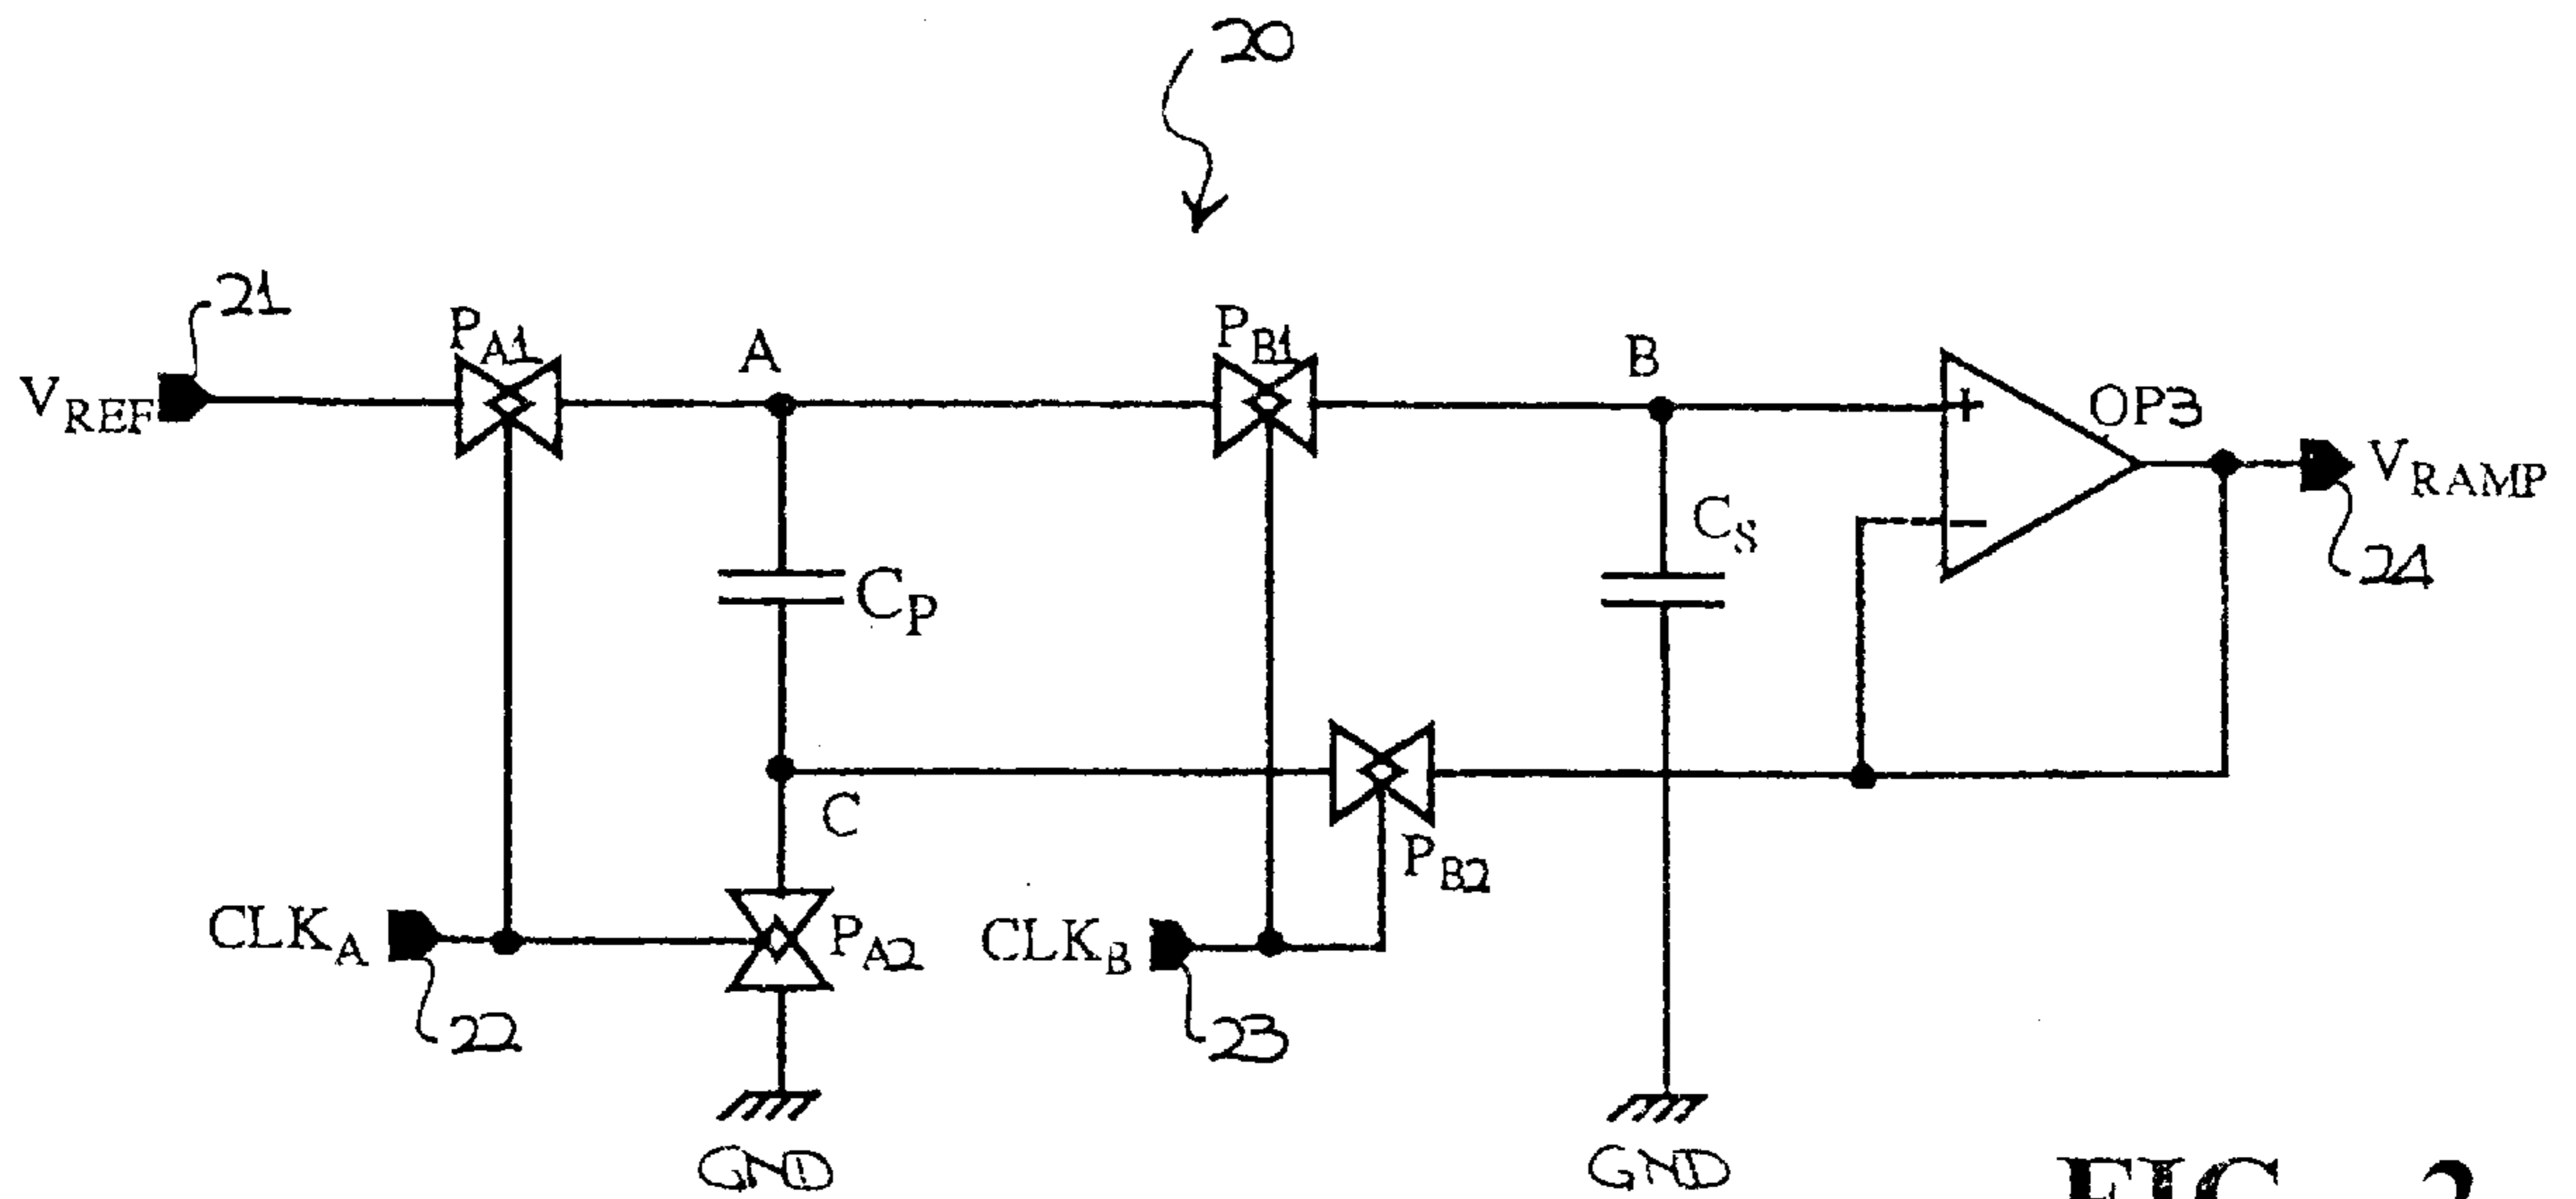 20
21
P_A1
A
P_B1
B
V_REF
+
OP3
V_RAMP
C_S
24
C_P
−
C
P_B2
CLK_A
P_A2
CLK_B
22
23
GND
GND